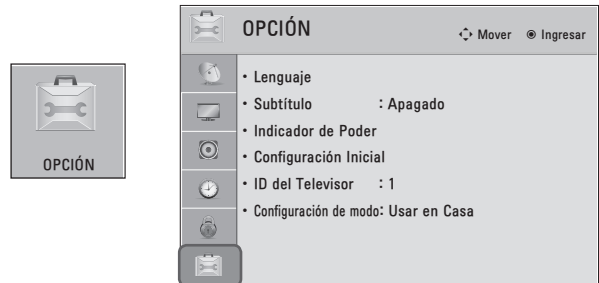 OPCIÓN
OPCIÓN
Mover
Ingresar
• Lenguaje
• Subtítulo : Apagado
• Indicador de Poder
• Configuración Inicial
• ID del Televisor : 1
• Configuración de modo: Usar en Casa